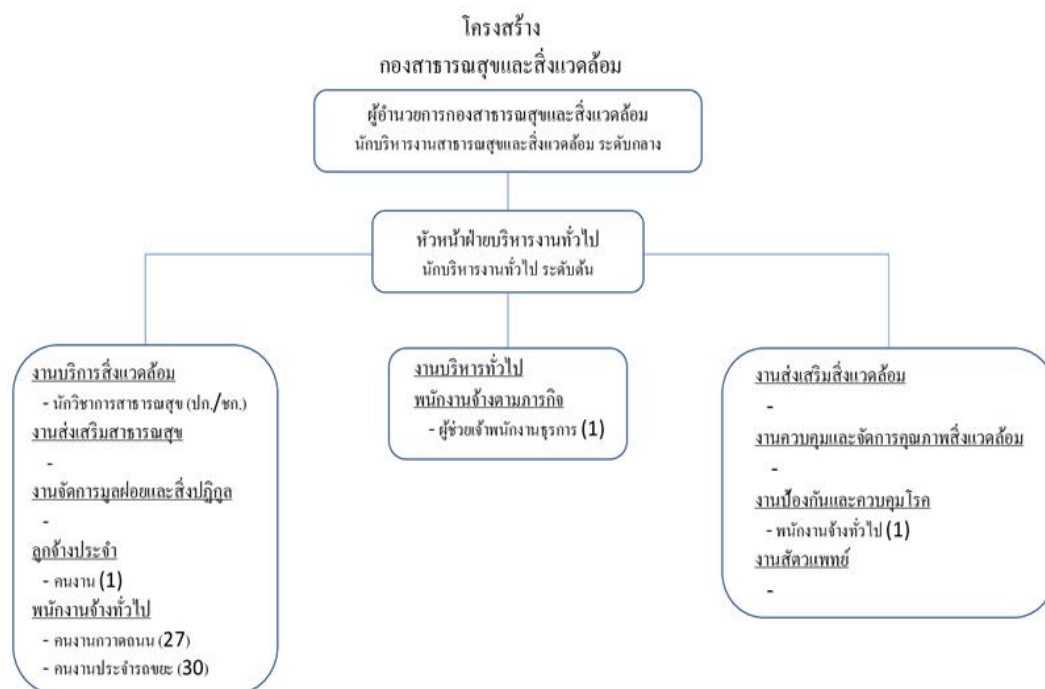 โครงสร้าง
กองสาธารณสุขและสิ่งแวดล้อม
ผู้อำนวยการกองสาธารณสุขและสิ่งแวดล้อม
นักบริหารงานสาธารณสุขและสิ่งแวดล้อม ระดับกลาง
หัวหน้าฝ่ายบริหารงานทั่วไป
นักบริหารงานทั่วไป ระดับต้น
งานบริการสิ่งแวดล้อม
- นักวิชาการสาธารณสุข (ปก./ชก.)
งานส่งเสริมสาธารณสุข
-
งานจัดการมูลฝอยและสิ่งปฏิกูล
-
ลูกจ้างประจำ
- คนงาน (1)
พนักงานจ้างทั่วไป
- คนงานกวาดถนน (27)
- คนงานประจำรถขยะ (30)
งานบริหารทั่วไป
พนักงานจ้างตามภารกิจ
- ผู้ช่วยเจ้าพนักงานธุรการ (1)
งานส่งเสริมสิ่งแวดล้อม
-
งานควบคุมและจัดการคุณภาพสิ่งแวดล้อม
-
งานป้องกันและควบคุมโรค
- พนักงานจ้างทั่วไป (1)
งานสัตวแพทย์
-